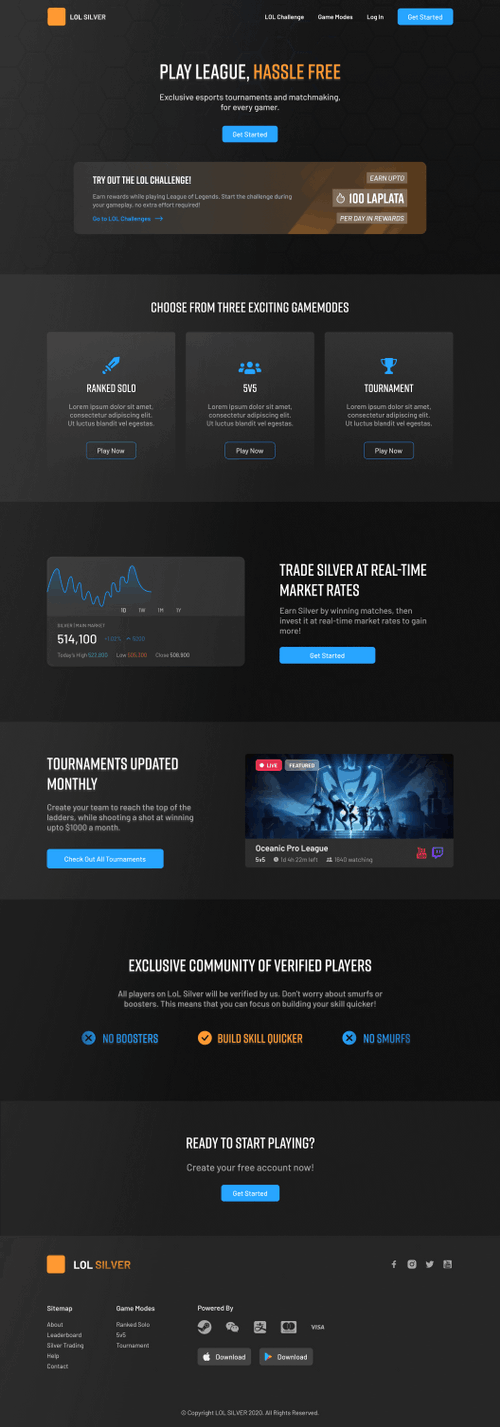 LOL SILVER
LOL Challenge
Game Modes
Log In
Get Started
PLAY LEAGUE, HASSLE FREE
Exclusive esports tournaments and matchmaking,
for every gamer.
Get Started
TRY OUT THE LOL CHALLENGE!
Earn rewards while playing League of Legends. Start the challenge during
your gameplay, no extra effort required!
Go to LOL Challenges
EARN UPTO
100 LAPLATA
PER DAY IN REWARDS
CHOOSE FROM THREE EXCITING GAMEMODES
RANKED SOLO
Lorem ipsum dolor sit amet,
consectetur adipiscing elit.
Ut luctus blandit vel egestas.
Play Now
5V5
Lorem ipsum dolor sit amet,
consectetur adipiscing elit.
Ut luctus blandit vel egestas.
Play Now
TOURNAMENT
Lorem ipsum dolor sit amet,
consectetur adipiscing elit.
Ut luctus blandit vel egestas.
Play Now
1D 1W 1M 1Y
SILVER | MAIN MARKET
514,100
Today's High 527,000 Low 505,300 Close 508,900
TRADE SILVER AT REAL-TIME
MARKET RATES
Earn Silver by winning matches, then
invest it at real-time market rates to gain
more!
Get Started
TOURNAMENTS UPDATED
MONTHLY
Create your team to reach the top of the
ladders, while shooting a shot at winning
upto $1000 a month.
Check Out All Tournaments
LIVE
FEATURED
Oceanic Pro League
5v5 1d 4h 22m left 1640 watching
EXCLUSIVE COMMUNITY OF VERIFIED PLAYERS
All players on LoL Silver will be verified by us. Don't worry about smurfs or
boosters. This means that you can focus on building your skill quicker!
NO BOOSTERS
BUILD SKILL QUICKER
NO SMURFS
READY TO START PLAYING?
Create your free account now!
Get Started
LOL SILVER
Sitemap
About
Leaderboard
Silver Trading
Help
Contact
Game Modes
Ranked Solo
5v5
Tournament
Powered By
VISA
Download
Download
© Copyright LOL SILVER 2020. All Rights Reserved.